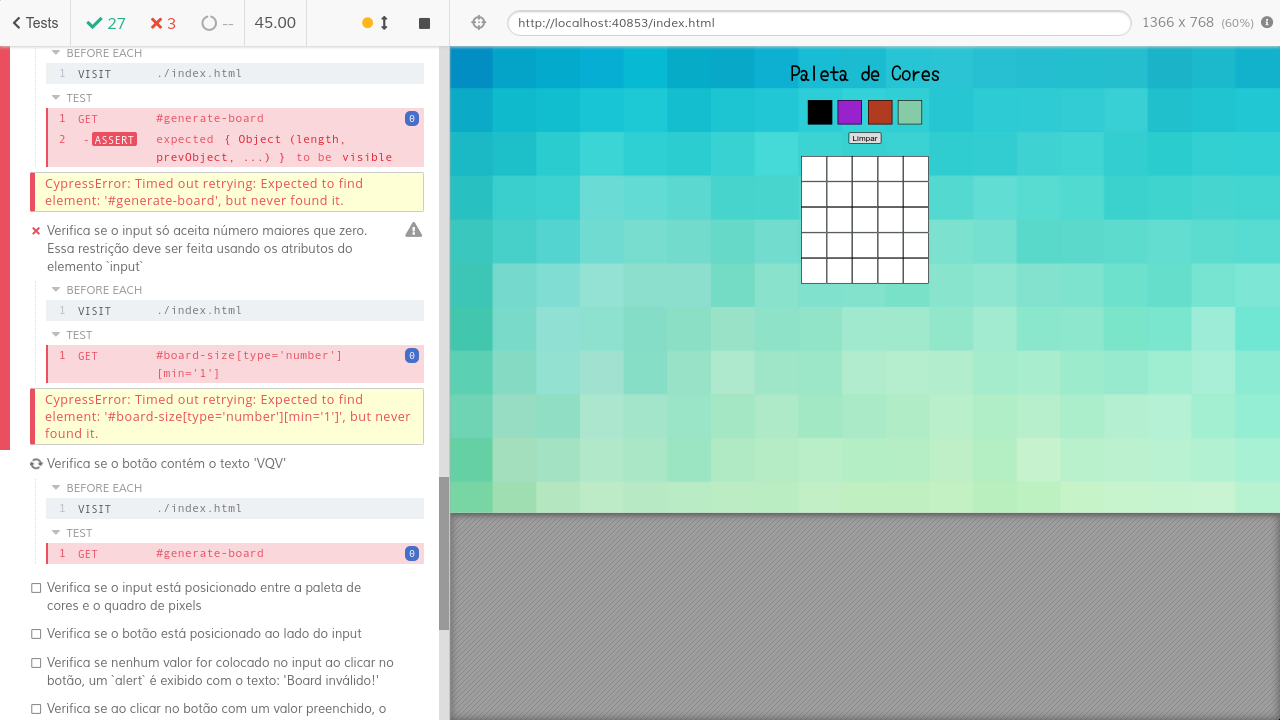 Tests 27 3 -- 45.00 http://localhost:40853/index.html 1366 x 768 (60%)
BEFORE EACH
1 VISIT ./index.html
TEST
1 GET #generate-board 0
2 -ASSERT expected { Object (length,
prevObject, ...) } to be visible
CypressError: Timed out retrying: Expected to find
element: '#generate-board', but never found it.
Verifica se o input só aceita número maiores que zero.
Essa restrição deve ser feita usando os atributos do
elemento `input`
BEFORE EACH
1 VISIT ./index.html
TEST
1 GET #board-size[type='number'] 0
[min='1']
CypressError: Timed out retrying: Expected to find
element: '#board-size[type='number'][min='1']', but never
found it.
Verifica se o botão contém o texto 'VQV'
BEFORE EACH
1 VISIT ./index.html
TEST
1 GET #generate-board 0
Verifica se o input está posicionado entre a paleta de
cores e o quadro de pixels
Verifica se o botão está posicionado ao lado do input
Verifica se nenhum valor for colocado no input ao clicar no
botão, um `alert` é exibido com o texto: 'Board inválido!'
Verifica se ao clicar no botão com um valor preenchido, o
Paleta de Cores
Limpar